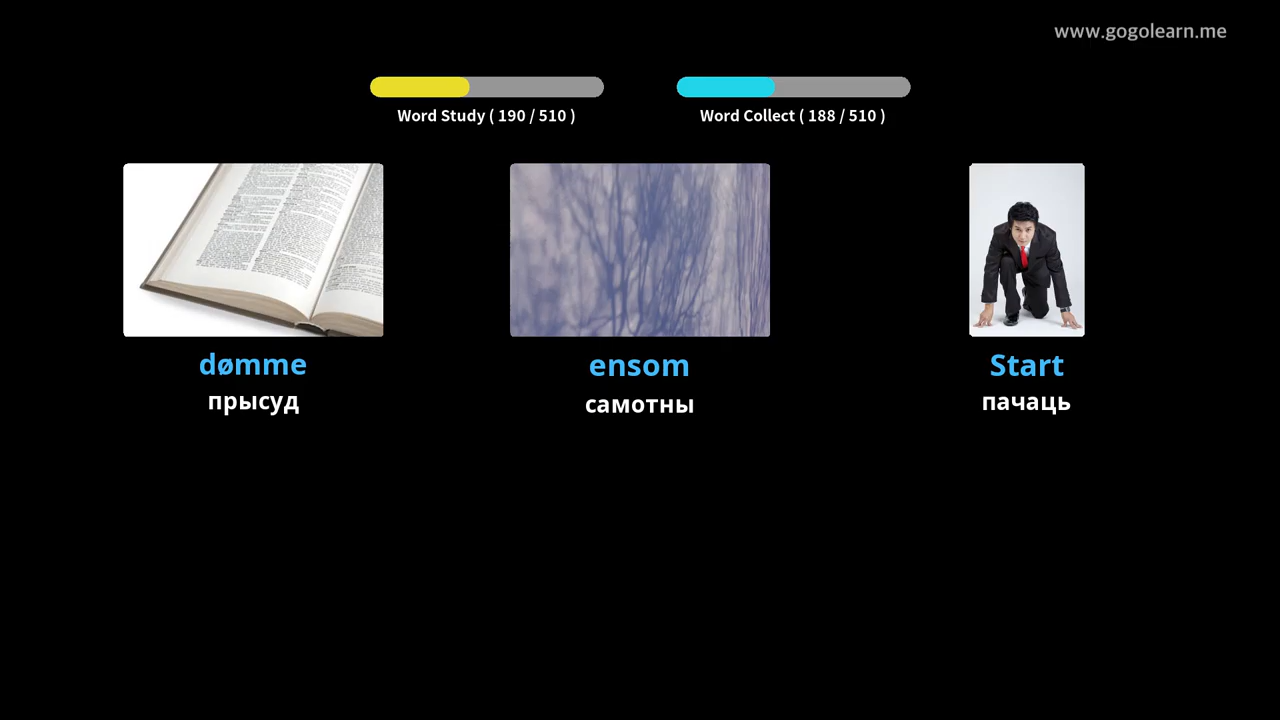 www.gogolearn.me
Word Study ( 190 / 510 )
Word Collect ( 188 / 510 )
dømme
прысуд
ensom
самотны
Start
пачаць